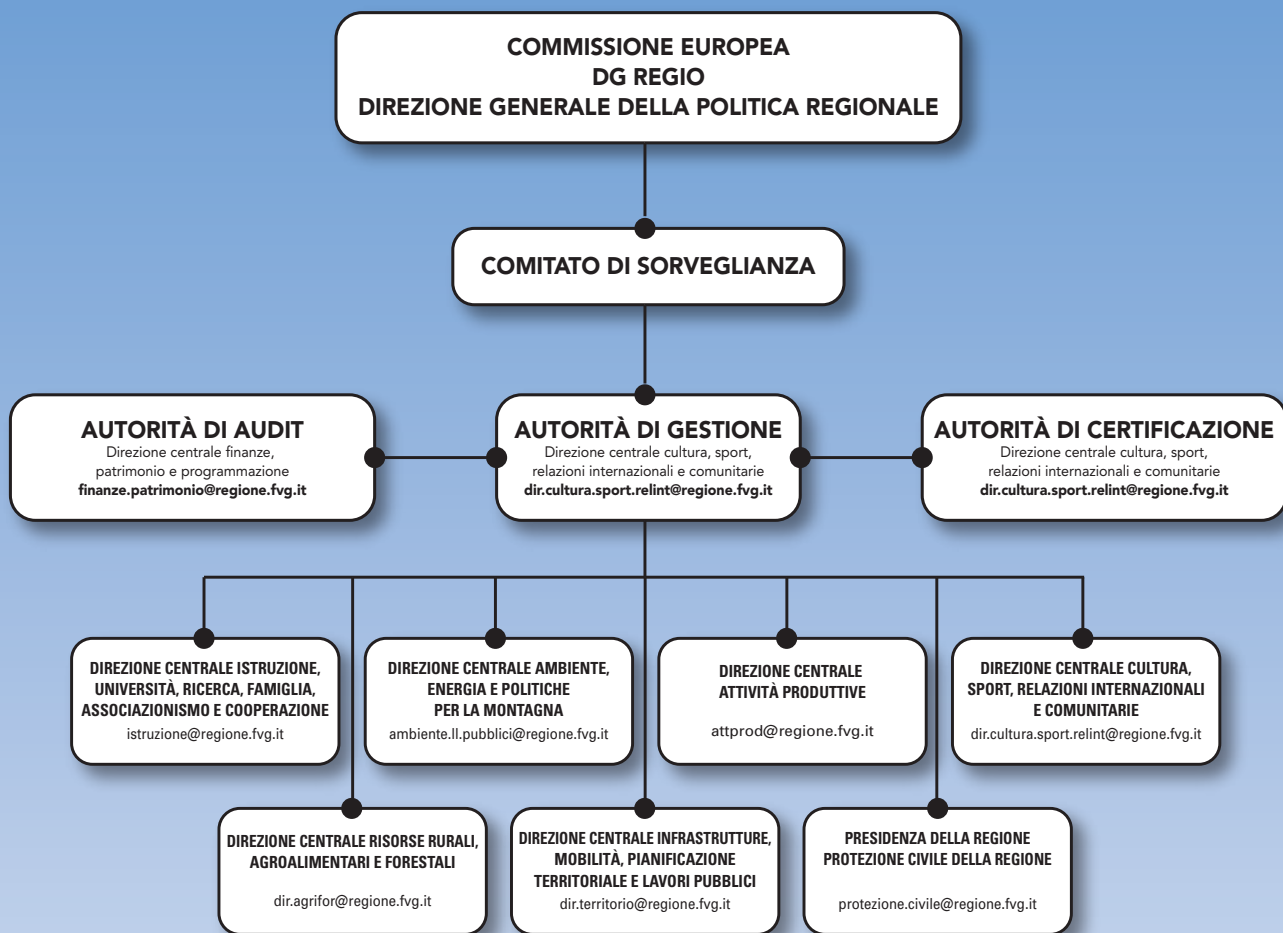 COMMISSIONE EUROPEA
DG REGIO
DIREZIONE GENERALE DELLA POLITICA REGIONALE
COMITATO DI SORVEGLIANZA
AUTORITÀ DI AUDIT
Direzione centrale finanze,
patrimonio e programmazione
finanze.patrimonio@regione.fvg.it
AUTORITÀ DI GESTIONE
Direzione centrale cultura, sport,
relazioni internazionali e comunitarie
dir.cultura.sport.relint@regione.fvg.it
AUTORITÀ DI CERTIFICAZIONE
Direzione centrale cultura, sport,
relazioni internazionali e comunitarie
dir.cultura.sport.relint@regione.fvg.it
DIREZIONE CENTRALE ISTRUZIONE,
UNIVERSITÀ, RICERCA, FAMIGLIA,
ASSOCIAZIONISMO E COOPERAZIONE
istruzione@regione.fvg.it
DIREZIONE CENTRALE AMBIENTE,
ENERGIA E POLITICHE
PER LA MONTAGNA
ambiente.ll.pubblici@regione.fvg.it
DIREZIONE CENTRALE
ATTIVITÀ PRODUTTIVE
attprod@regione.fvg.it
DIREZIONE CENTRALE CULTURA,
SPORT, RELAZIONI INTERNAZIONALI
E COMUNITARIE
dir.cultura.sport.relint@regione.fvg.it
DIREZIONE CENTRALE RISORSE RURALI,
AGROALIMENTARI E FORESTALI
dir.agrifor@regione.fvg.it
DIREZIONE CENTRALE INFRASTRUTTURE,
MOBILITÀ, PIANIFICAZIONE
TERRITORIALE E LAVORI PUBBLICI
dir.territorio@regione.fvg.it
PRESIDENZA DELLA REGIONE
PROTEZIONE CIVILE DELLA REGIONE
protezione.civile@regione.fvg.it